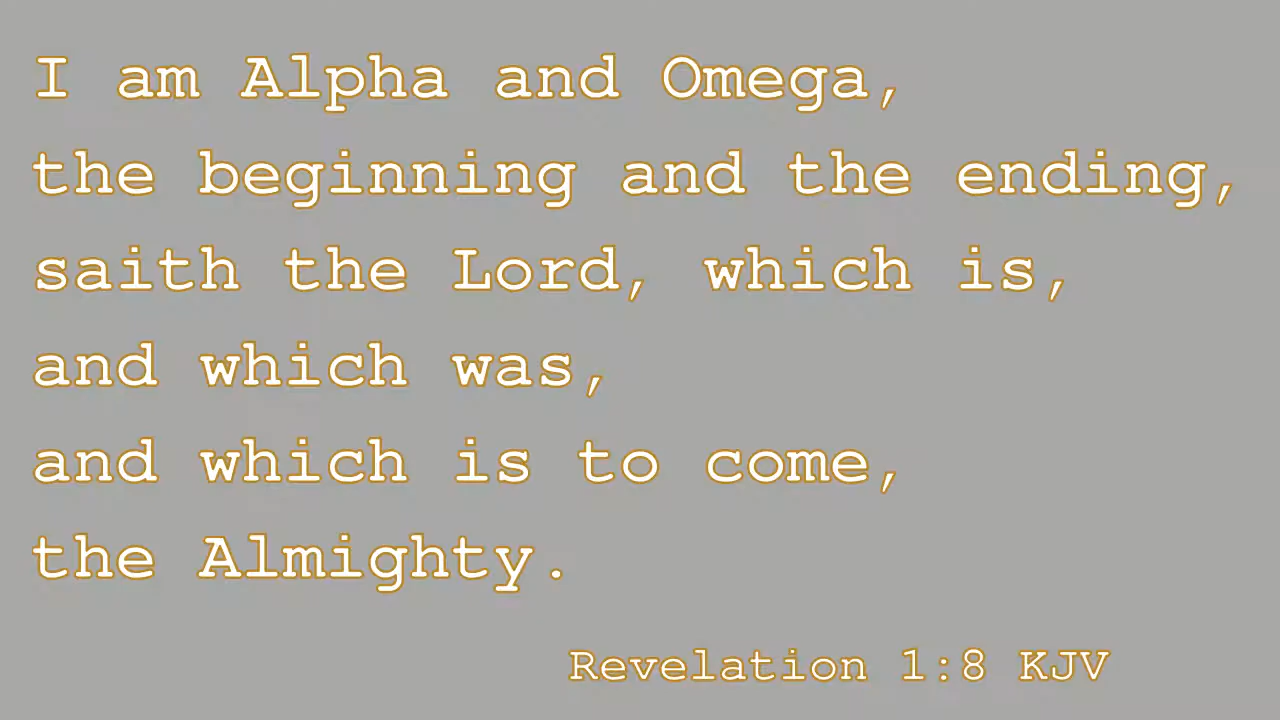 I am Alpha and Omega,
the beginning and the ending,
saith the Lord, which is,
and which was,
and which is to come,
the Almighty.
Revelation 1:8 KJV